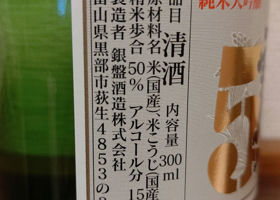 純米大吟醸
品目 清酒 内容量 300ml
原材料名 米(国産)、米こうじ(国産
精米歩合 50% アルコール分 15
製造者 銀盤酒造株式会社
富山県黒部市荻生4853の3